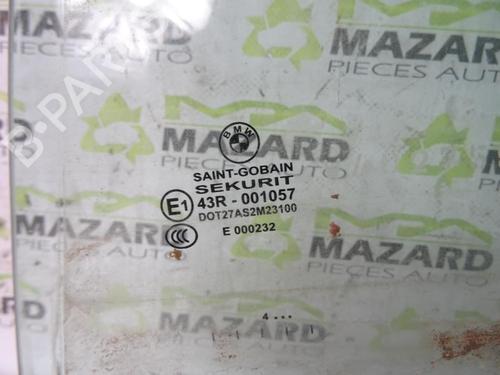 MAZARD
PIECES AUTO
MAZARD
PIECES AUTO
B-PARTS
BMW
SAINT-GOBAIN
SEKURIT
E1 43R - 001057
DOT27AS2M23100
CCC E 000232
MAZARD
PIECES AUTO
MAZARD
PIECES AUTO
4 ...
MAZARD